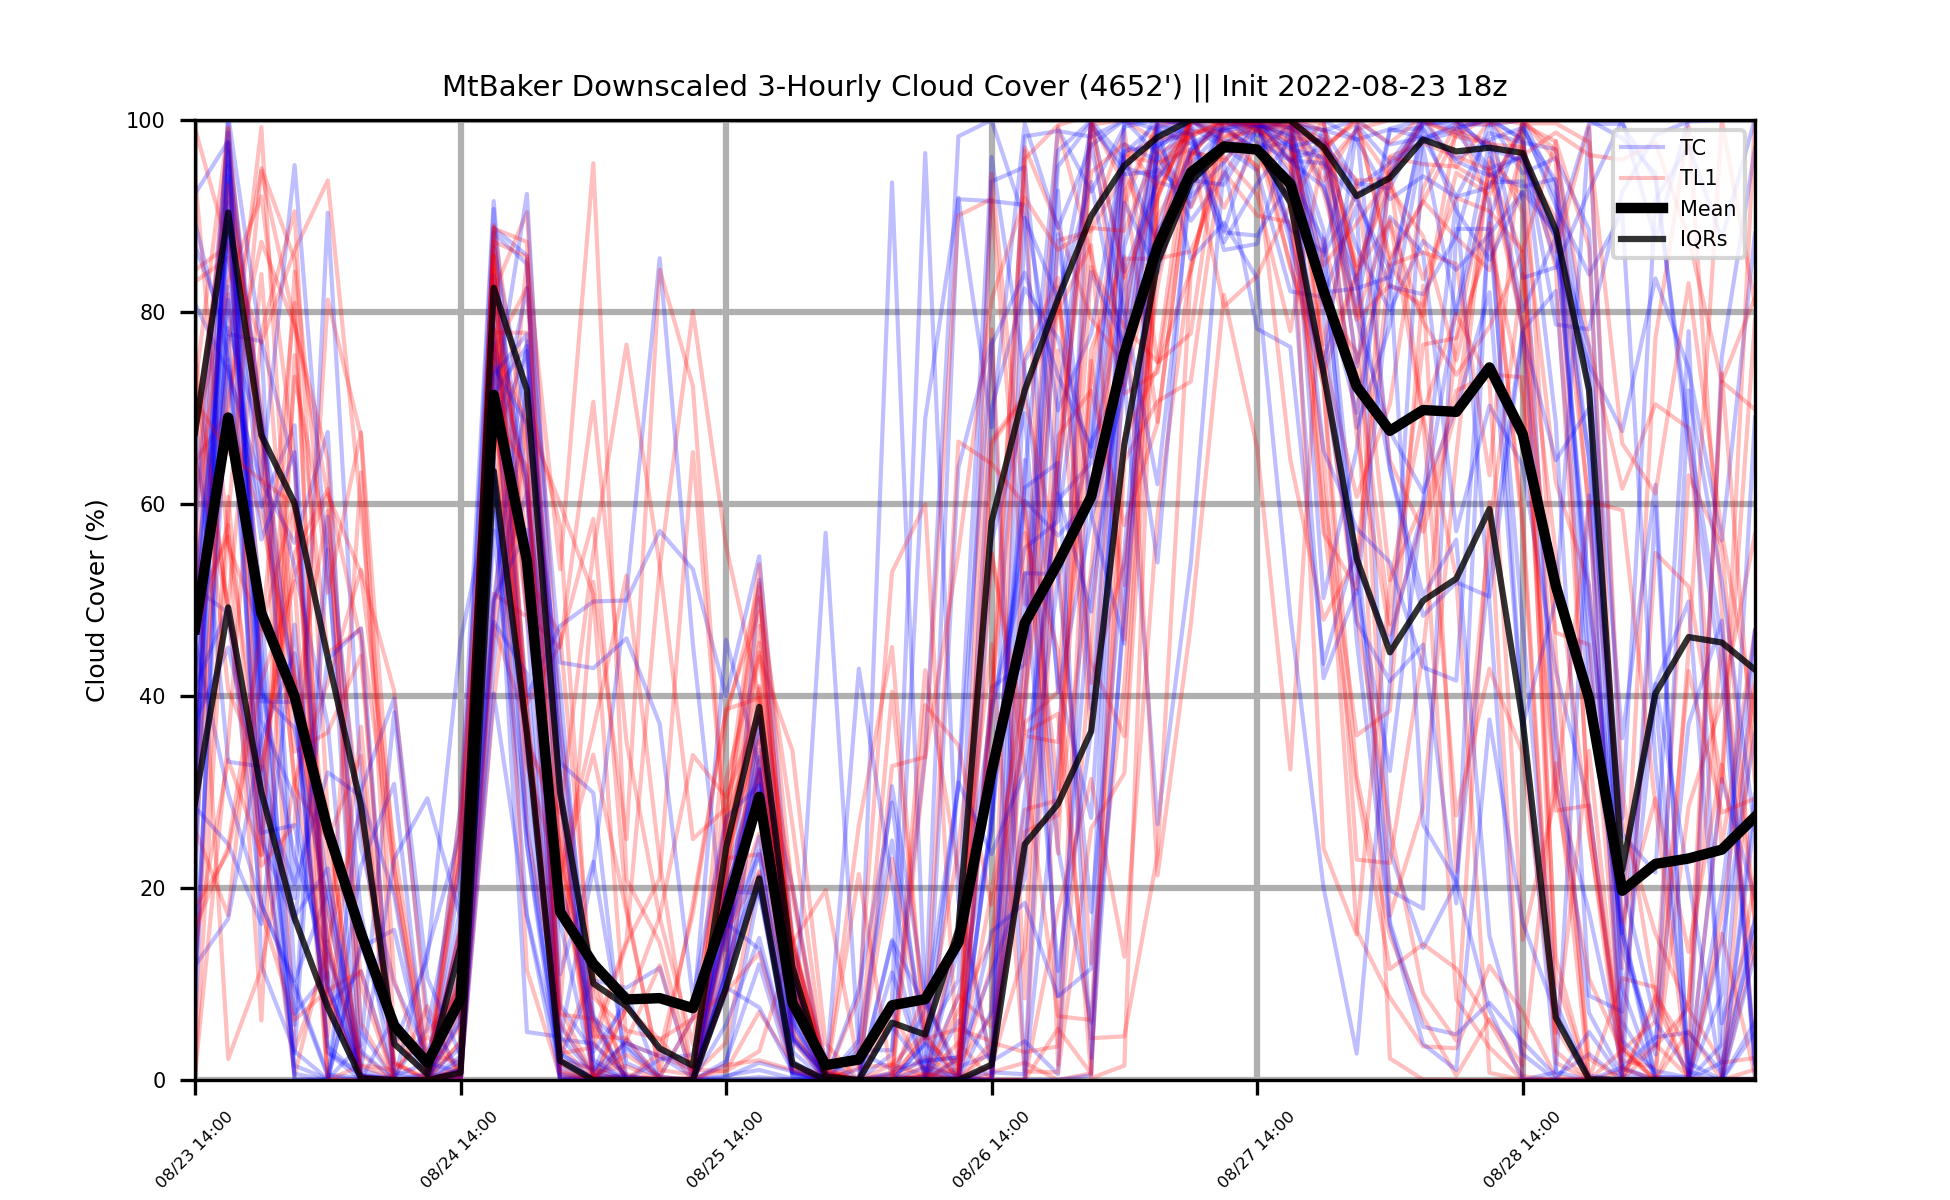 MtBaker Downscaled 3-Hourly Cloud Cover (4652') || Init 2022-08-23 18z
TC
TL1
Mean
IQRs
Cloud Cover (%)
100
80
60
40
20
0
08/23 14:00
08/24 14:00
08/25 14:00
08/26 14:00
08/27 14:00
08/28 14:00